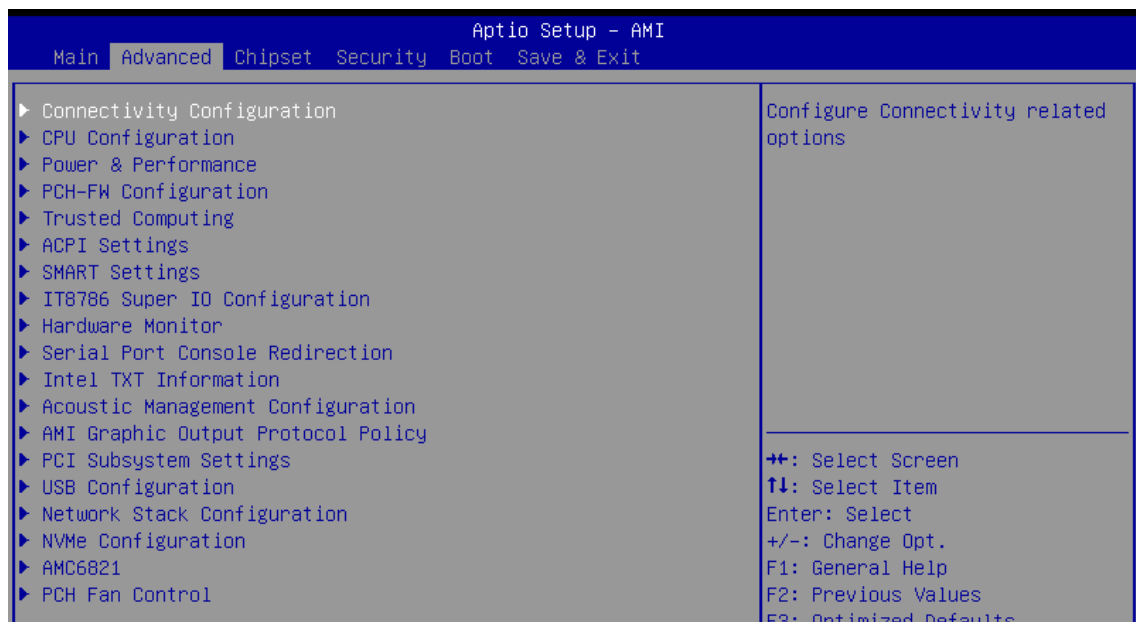 Aptio Setup – AMI
Main Advanced Chipset Security Boot Save & Exit
Connectivity Configuration
CPU Configuration
Power & Performance
PCH-FW Configuration
Trusted Computing
ACPI Settings
SMART Settings
IT8786 Super IO Configuration
Hardware Monitor
Serial Port Console Redirection
Intel TXT Information
Acoustic Management Configuration
AMI Graphic Output Protocol Policy
PCI Subsystem Settings
USB Configuration
Network Stack Configuration
NVMe Configuration
AMC6821
PCH Fan Control
Configure Connectivity related
options
→←: Select Screen
↑↓: Select Item
Enter: Select
+/-: Change Opt.
F1: General Help
F2: Previous Values
F3: Optimized Defaults